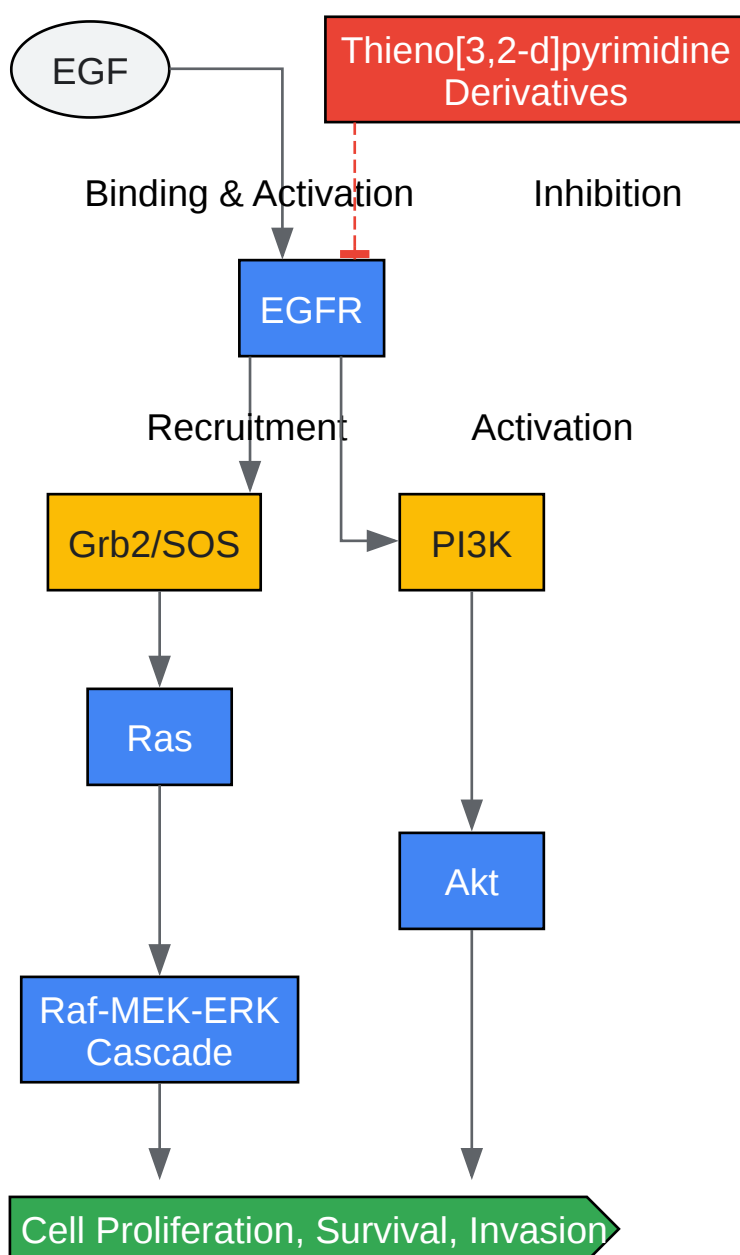 EGF
Thieno[3,2-d]pyrimidine
Derivatives
Binding & Activation
Inhibition
EGFR
Recruitment
Activation
Grb2/SOS
PI3K
Ras
Akt
Raf-MEK-ERK
Cascade
Cell Proliferation, Survival, Invasion